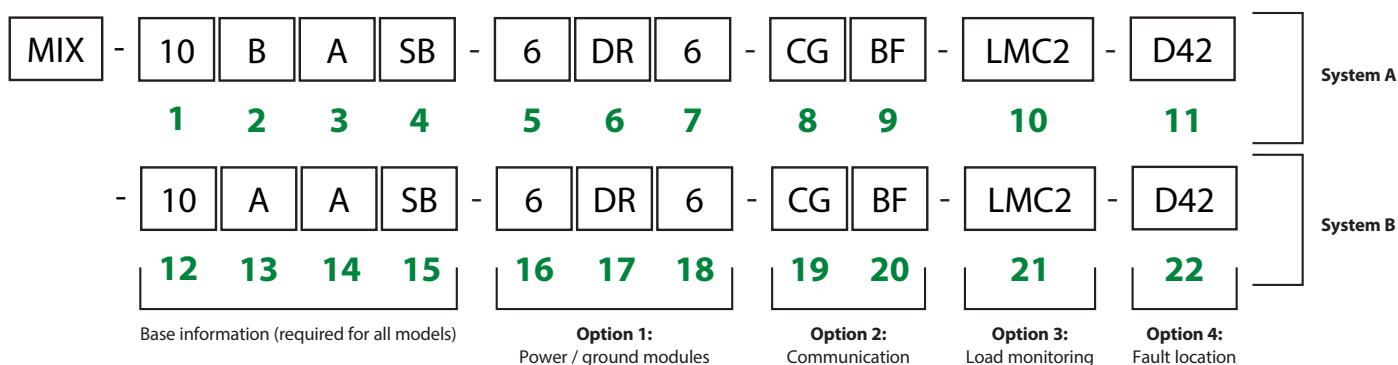 MIX - 10 B A SB - 6 DR 6 - CG BF - LMC2 - D42
System A
1 2 3 4 5 6 7 8 9 10 11
- 10 A A SB - 6 DR 6 - CG BF - LMC2 - D42
System B
12 13 14 15 16 17 18 19 20 21 22
Base information (required for all models)
Option 1:
Power / ground modules
Option 2:
Communication
Option 3:
Load monitoring
Option 4:
Fault location